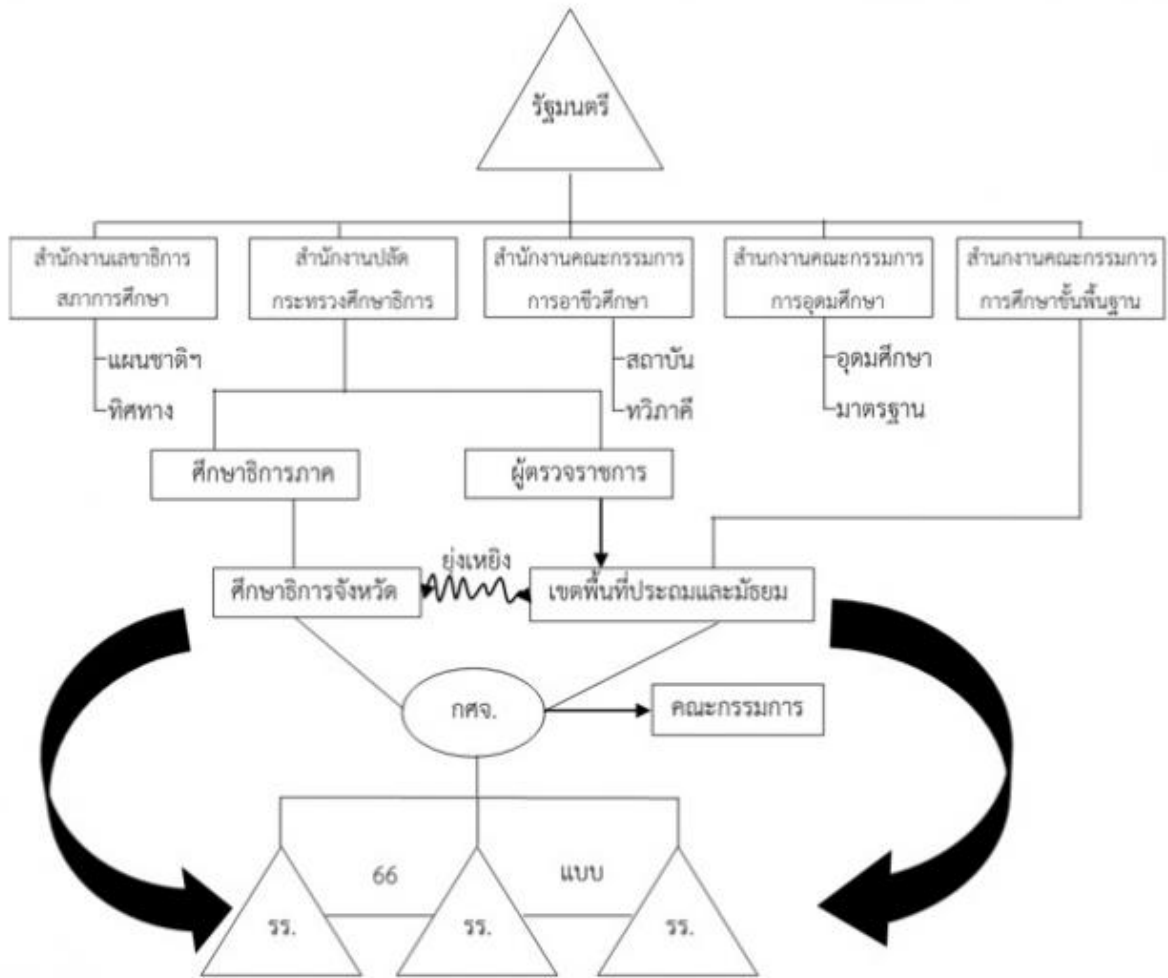 รัฐมนตรี
สำนักงานเลขาธิการ
สภาการศึกษา
สำนักงานปลัด
กระทรวงศึกษาธิการ
สำนักงานคณะกรรมการ
การอาชีวศึกษา
สำนกงานคณะกรรมการ
การอุดมศึกษา
สำนกงานคณะกรรมการ
การศึกษาขั้นพื้นฐาน
แผนชาติฯ
ทิศทาง
สถาบัน
ทวิภาคี
อุดมศึกษา
มาตรฐาน
ศึกษาธิการภาค
ผู้ตรวจราชการ
ยุ่งเหยิง
ศึกษาธิการจังหวัด
เขตพื้นที่ประถมและมัธยม
กศจ.
คณะกรรมการ
66
แบบ
รร.
รร.
รร.